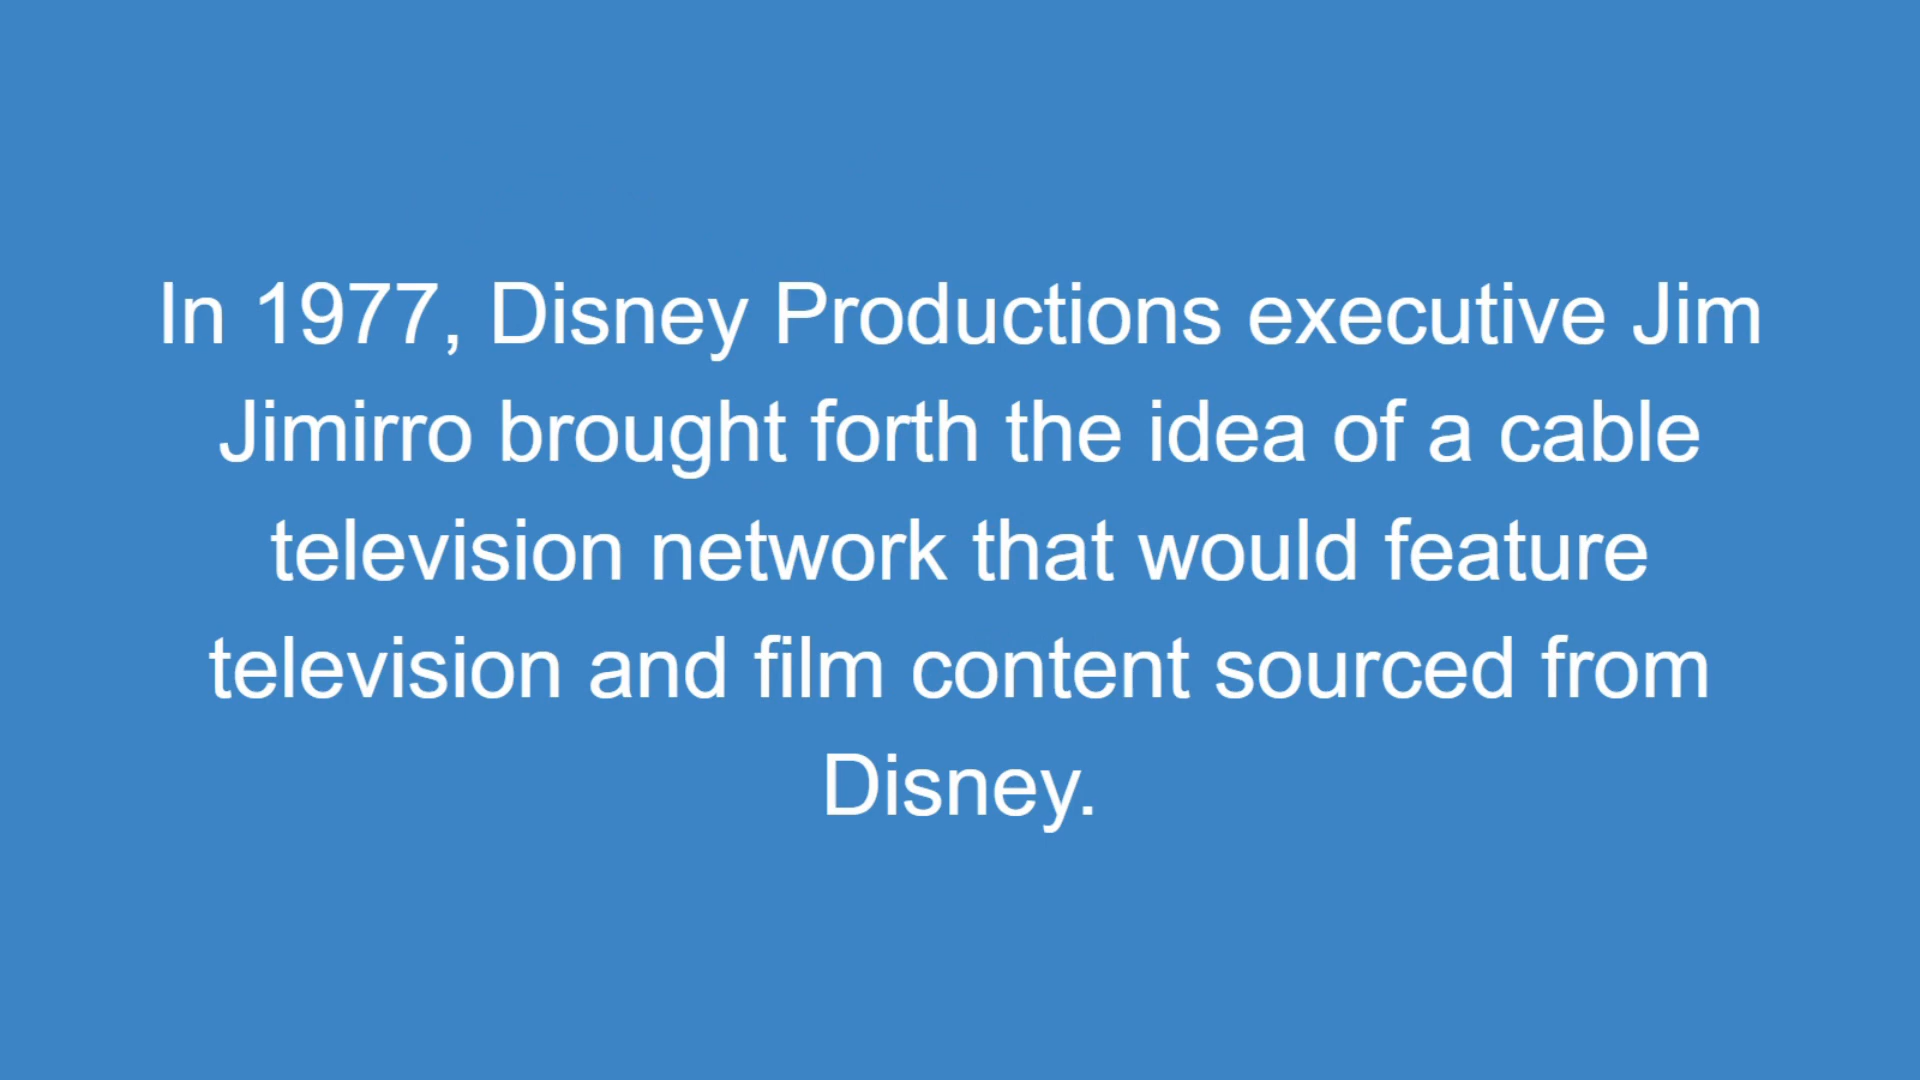 In 1977, Disney Productions executive Jim
Jimirro brought forth the idea of a cable
television network that would feature
television and film content sourced from
Disney.